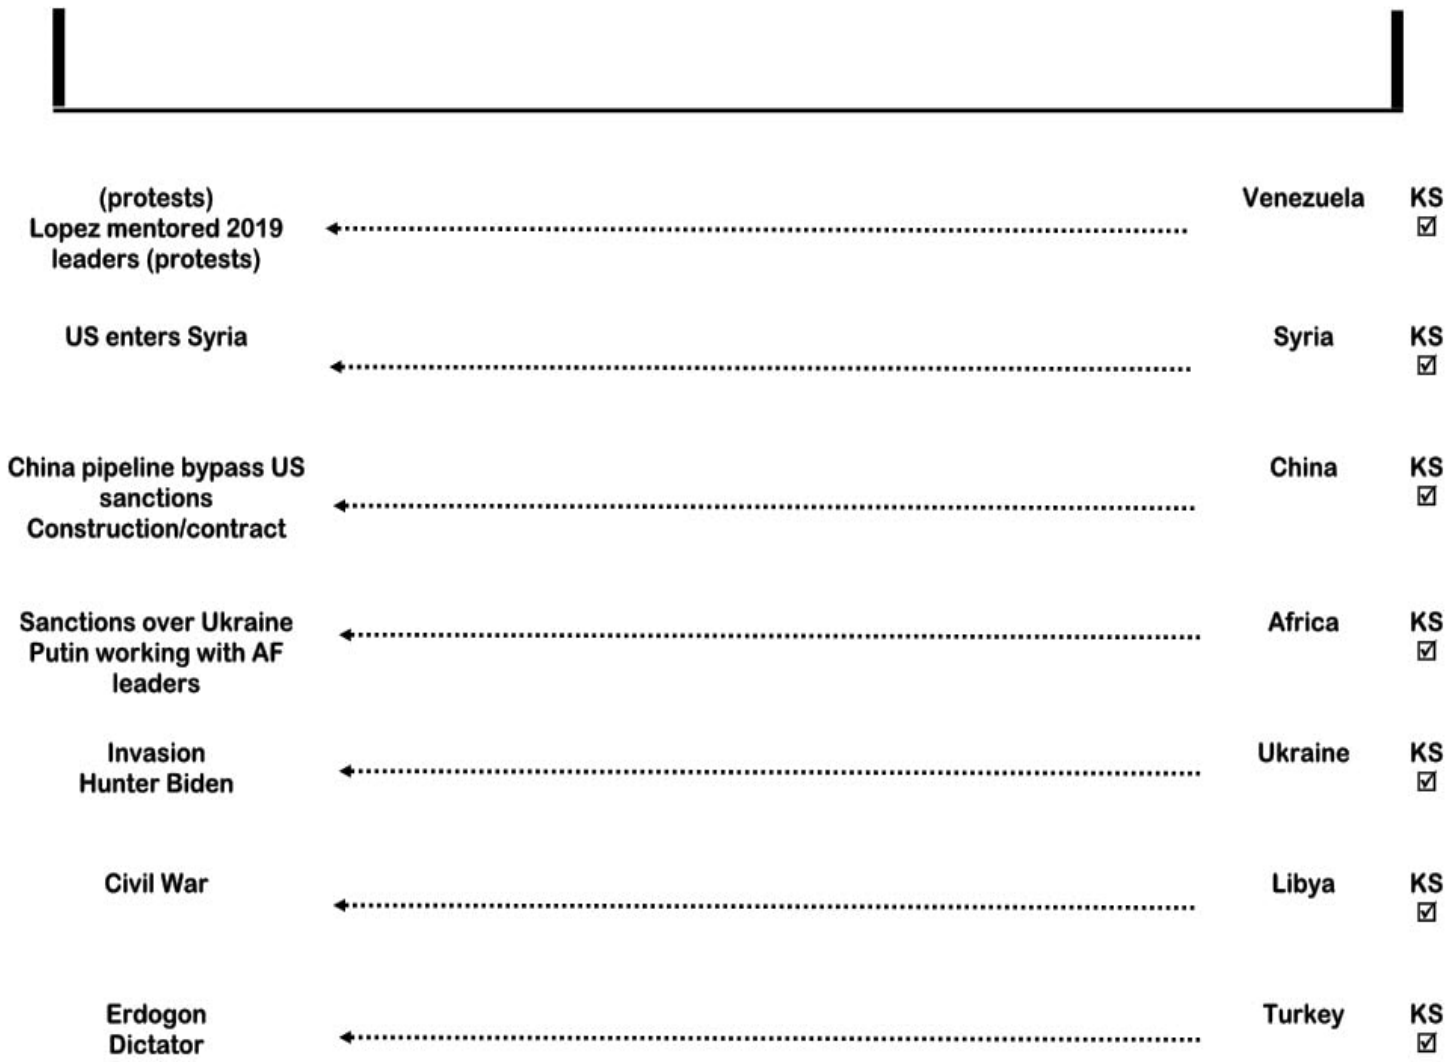 (protests)
Lopez mentored 2019
leaders (protests)
Venezuela KS
☑
US enters Syria
Syria KS
☑
China pipeline bypass US
sanctions
Construction/contract
China KS
☑
Sanctions over Ukraine
Putin working with AF
leaders
Africa KS
☑
Invasion
Hunter Biden
Ukraine KS
☑
Civil War
Libya KS
☑
Erdogon
Dictator
Turkey KS
☑